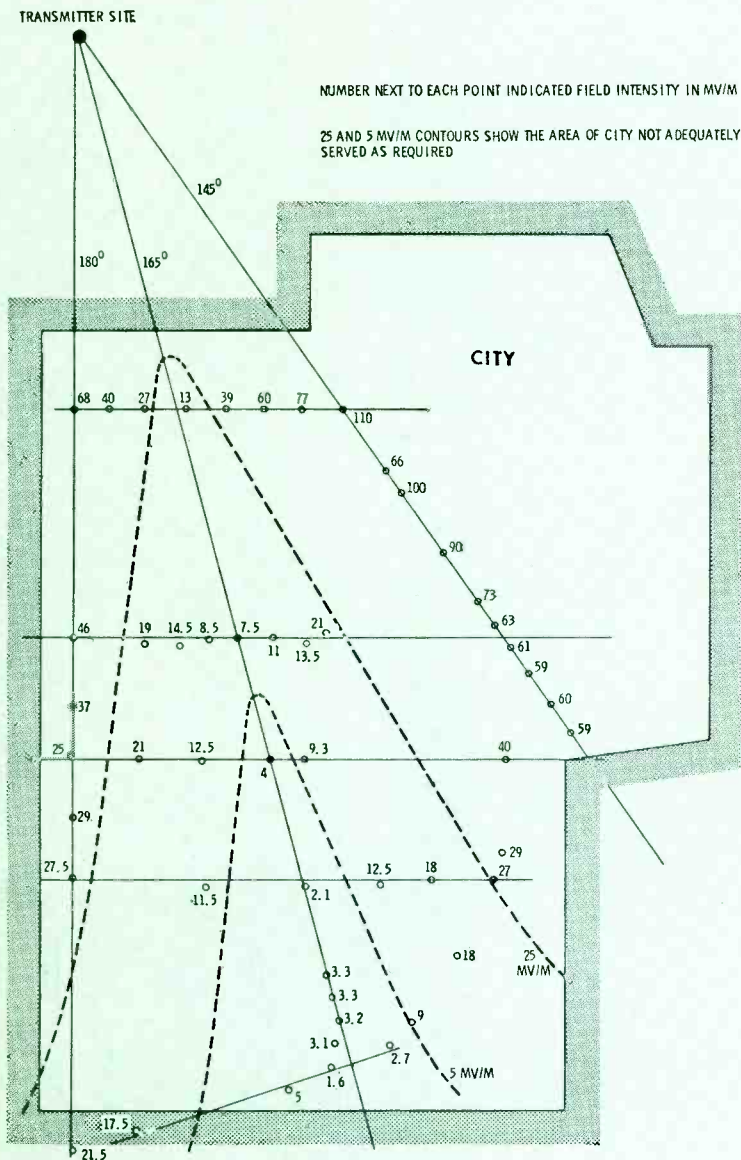 TRANSMITTER SITE
NUMBER NEXT TO EACH POINT INDICATED FIELD INTENSITY IN MV/M
25 AND 5 MV/M CONTOURS SHOW THE AREA OF CITY NOT ADEQUATELY
SERVED AS REQUIRED
145°
180° 165°
CITY
68 40 27 13 39 60 77
110
66
100
90
73
63
46 19 14.5 8.5 7.5 11 13.5 21
61
59
37
60
59
25 21 12.5 4 9.3 40
29
29
27.5 11.5 2.1 12.5 18 27
18
25
MV/M
3.3
3.3
3.2 9
3.1 2.7
1.6 5 MV/M
5
17.5
21.5